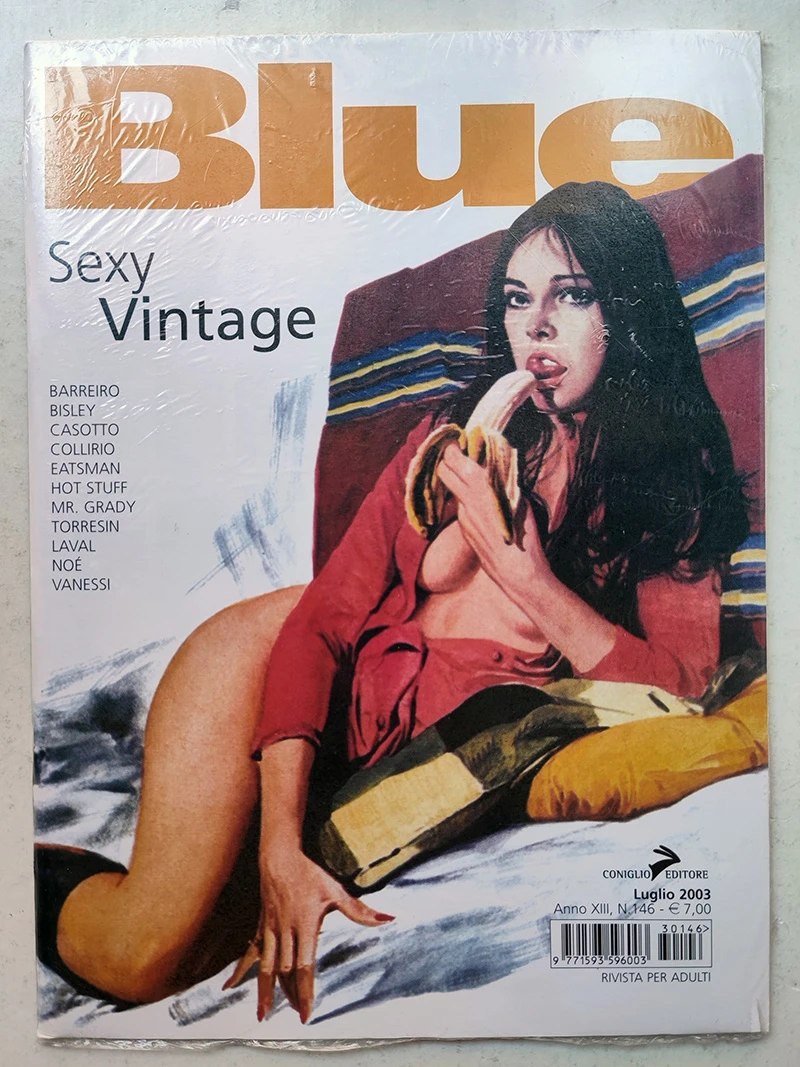 Blue
Sexy
Vintage
BARREIRO
BISLEY
CASOTTO
COLLIRIO
EATSMAN
HOT STUFF
MR. GRADY
TORRESIN
LAVAL
NOÉ
VANESSI
CONIGLIO EDITORE
Luglio 2003
Anno XIII, N.146 - € 7,00
30146>
9 771593 596003
RIVISTA PER ADULTI